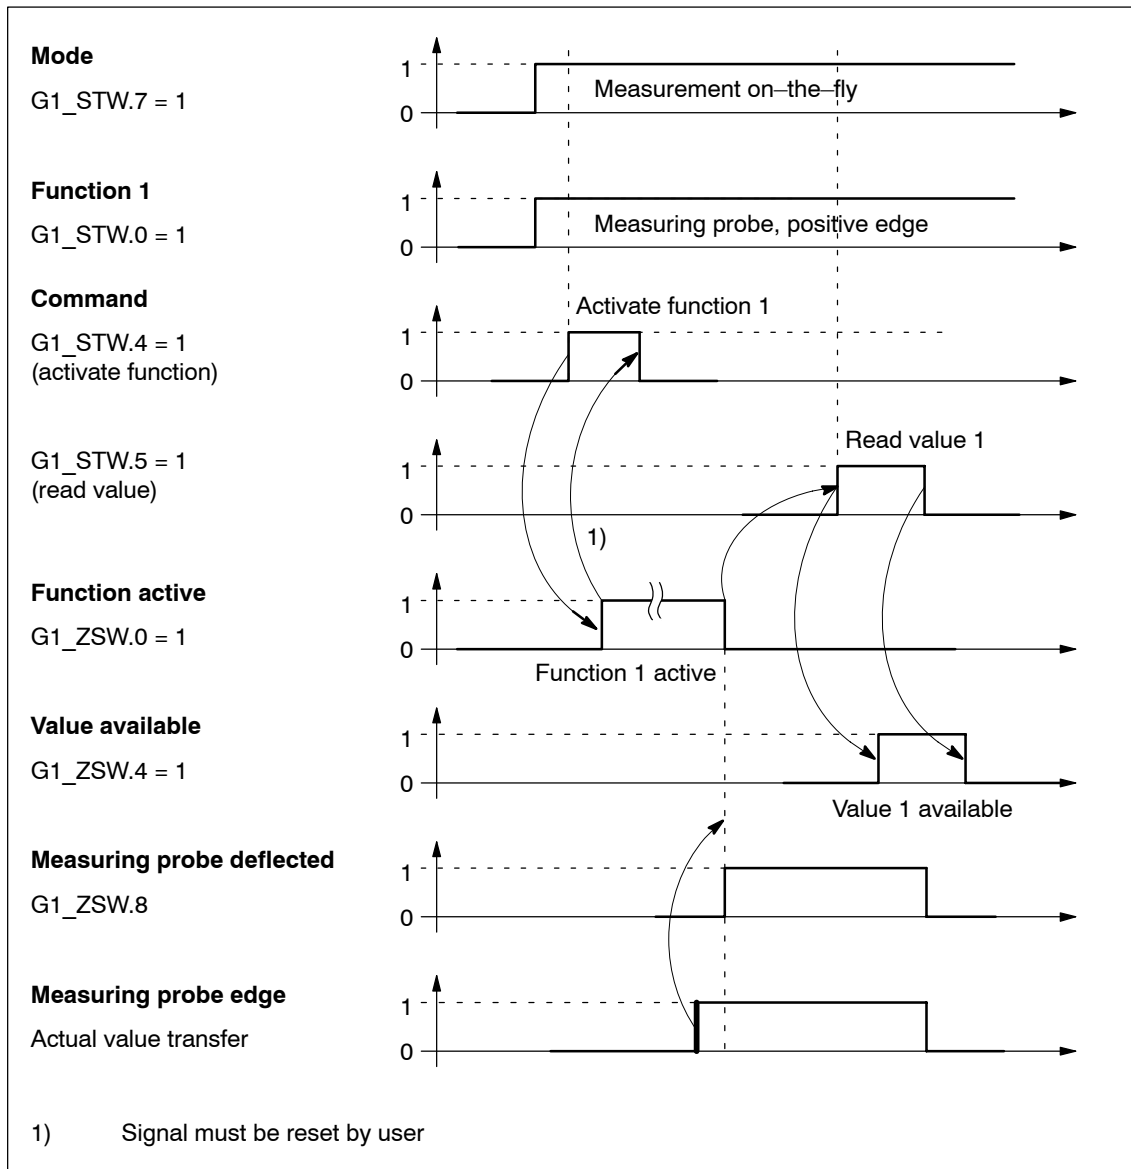 Mode
G1_STW.7 = 1
1
0
Measurement on–the–fly
Function 1
G1_STW.0 = 1
1
0
Measuring probe, positive edge
Command
G1_STW.4 = 1
(activate function)
1
0
Activate function 1
G1_STW.5 = 1
(read value)
1
0
Read value 1
1)
Function active
G1_ZSW.0 = 1
1
0
Function 1 active
Value available
G1_ZSW.4 = 1
1
0
Value 1 available
Measuring probe deflected
G1_ZSW.8
1
0
Measuring probe edge
Actual value transfer
1
0
1) Signal must be reset by user